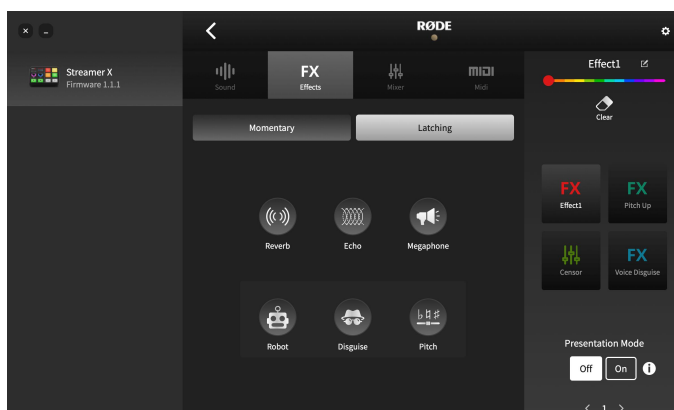 RØDE
Streamer X
Firmware 1.1.1
Sound
FX
Effects
Mixer
miDI
Midi
Effect1
Clear
Momentary
Latching
Reverb
Echo
Megaphone
Robot
Disguise
Pitch
FX
Effect1
FX
Pitch Up
Censor
FX
Voice Disguise
Presentation Mode
Off
On
1